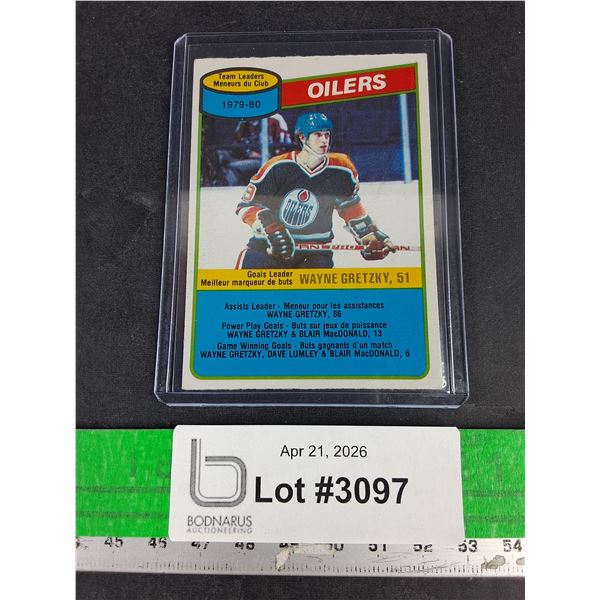 Team Leaders
Meneurs du Club
1979-80
OILERS
OILERS
Goals Leader
Meilleur marqueur de buts
WAYNE GRETZKY, 51
Assists Leader - Meneur pour les assistances
WAYNE GRETZKY, 86
Power Play Goals - Buts sur jeu de puissance
WAYNE GRETZKY & BLAIR MacDONALD, 13
Game Winning Goals - Buts gagnants d'un match
WAYNE GRETZKY, DAVE LUMLEY & BLAIR MacDONALD, 6
Apr 21, 2026
Lot #3097
BODNARUS
AUCTIONEERING
45 46 47 48 49 50 51 52 53 54